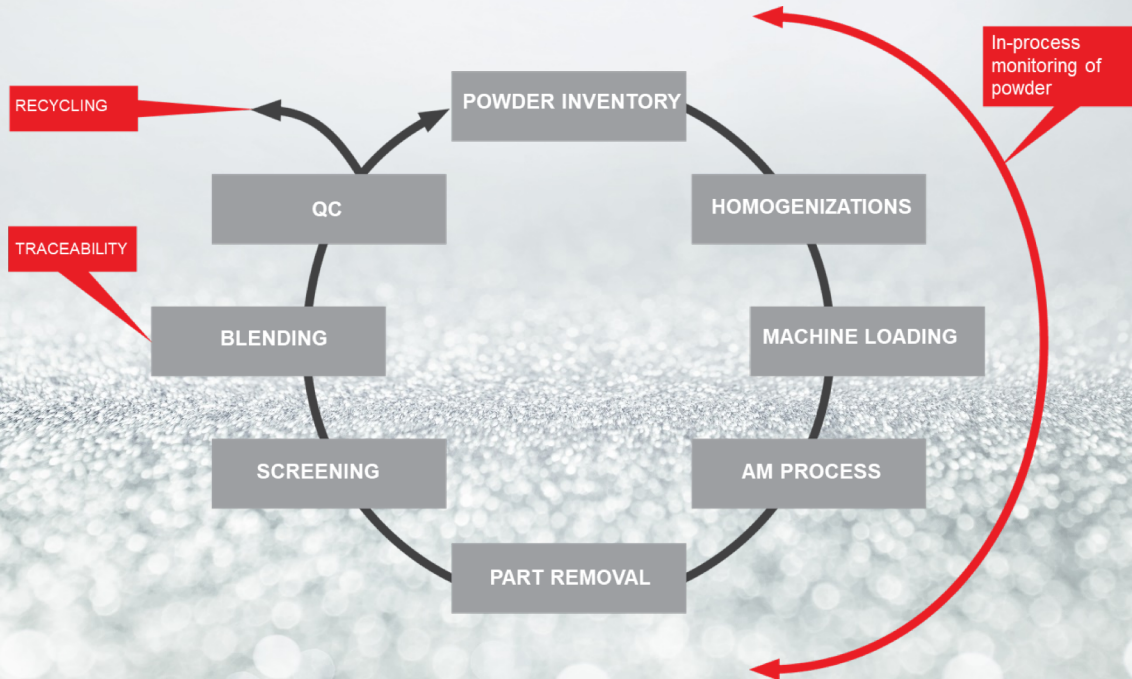 In-process
monitoring of
powder
RECYCLING
POWDER INVENTORY
QC
HOMOGENIZATIONS
TRACEABILITY
BLENDING
MACHINE LOADING
SCREENING
AM PROCESS
PART REMOVAL